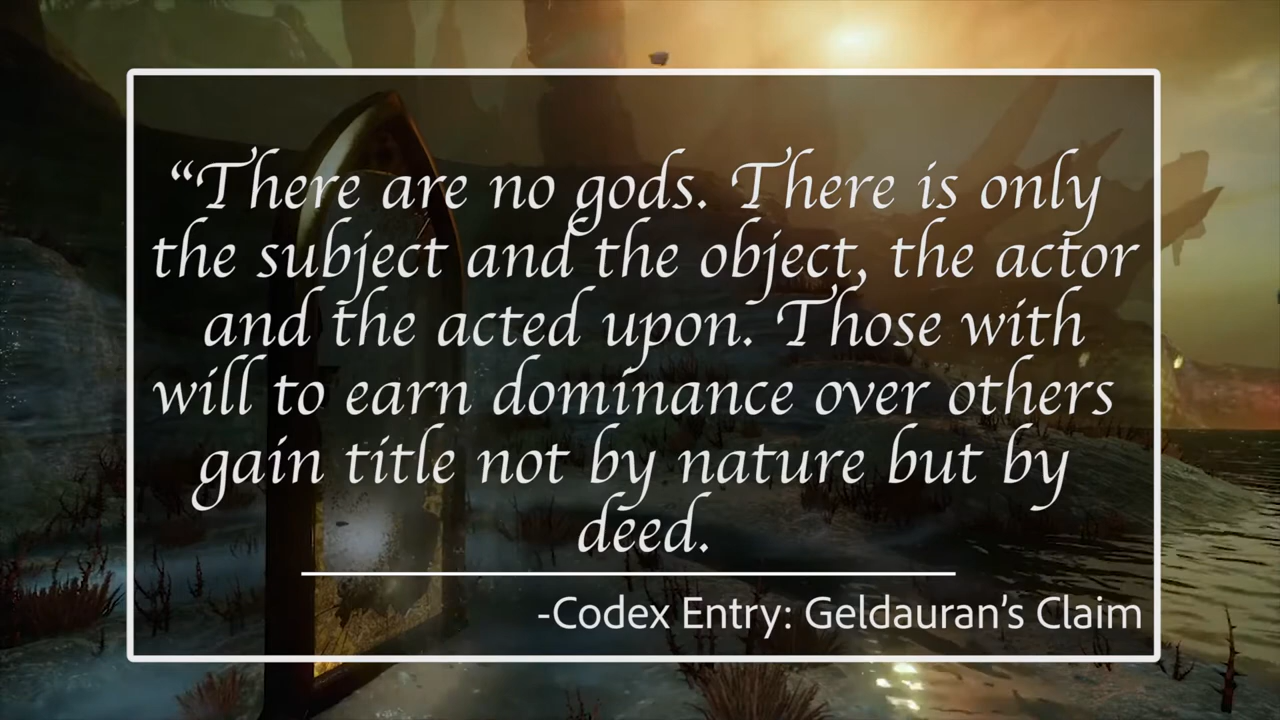 “There are no gods. There is only
the subject and the object, the actor
and the acted upon. Those with
will to earn dominance over others
gain title not by nature but by
deed.
-Codex Entry: Geldauran’s Claim